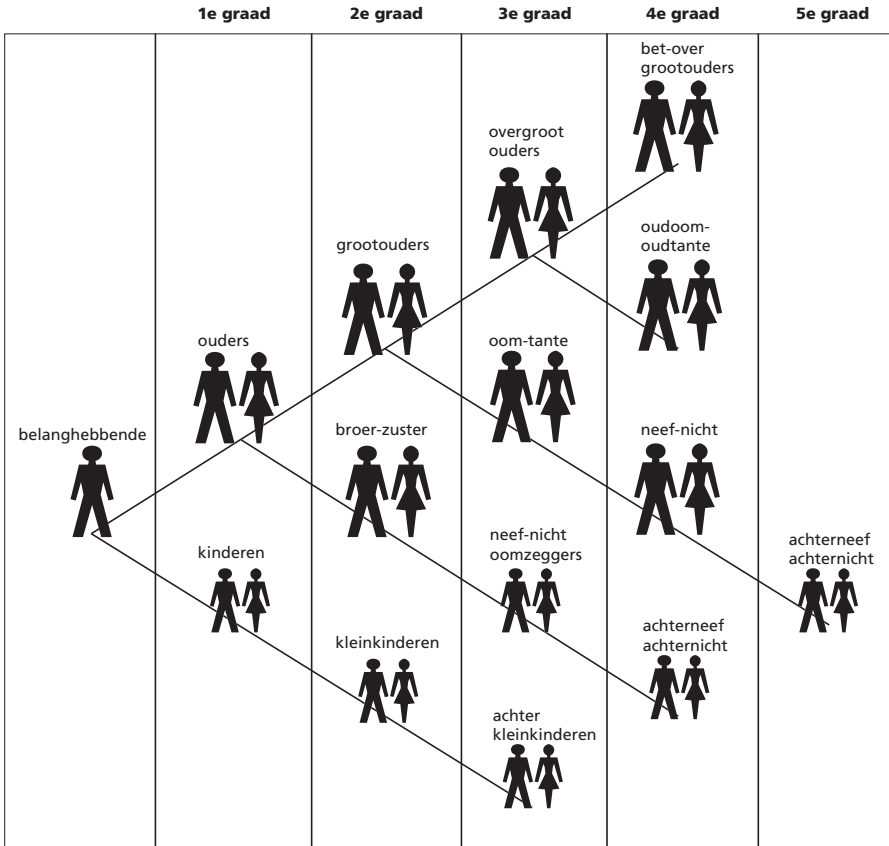 1e graad
2e graad
3e graad
4e graad
5e graad
belanghebbende
ouders
kinderen
grootouders
broer-zuster
kleinkinderen
overgroot
ouders
oom-tante
neef-nicht
oomzeggers
achter
kleinkinderen
bet-over
grootouders
oudoom-
oudtante
neef-nicht
achterneef
achternicht
achterneef
achternicht